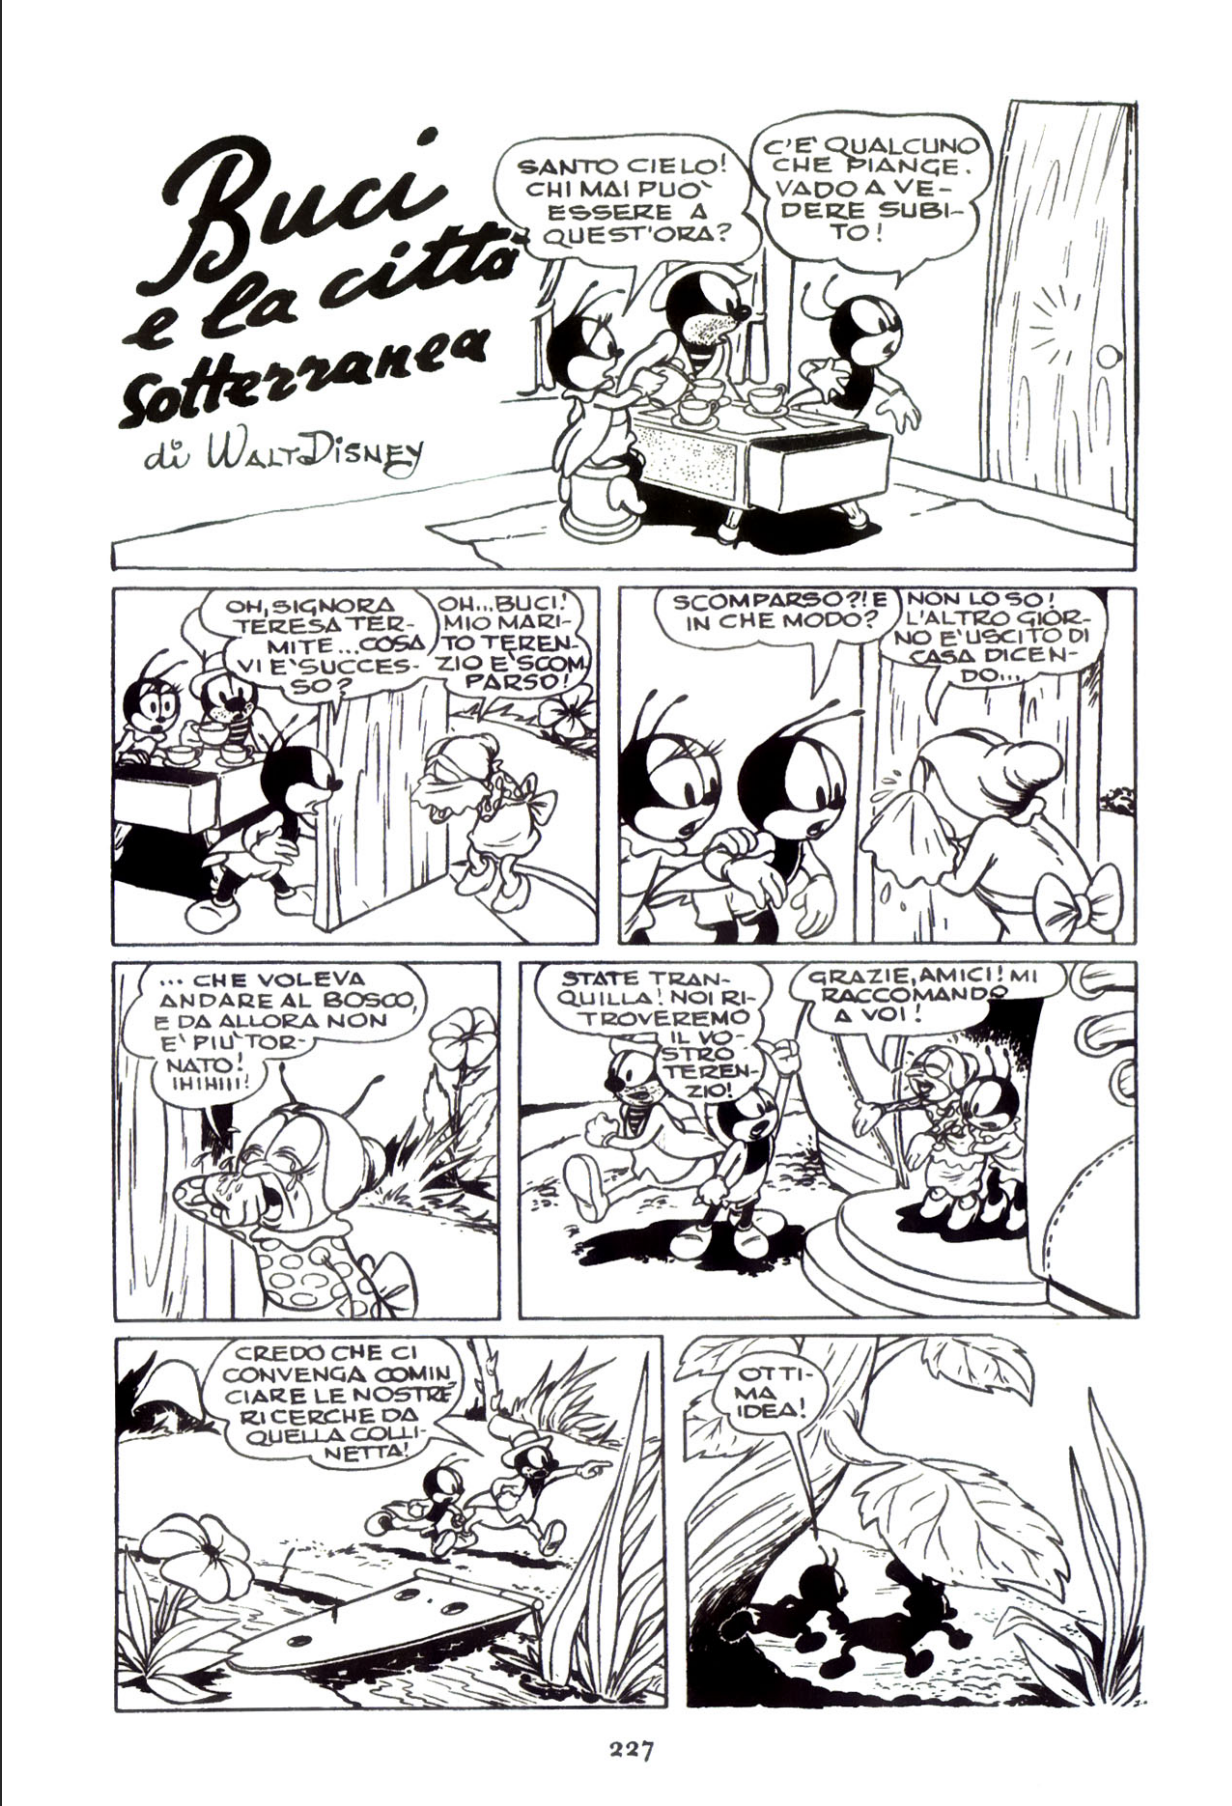 Buci
e la città
sotterranea
di WALT DISNEY
SANTO CIELO!
CHI MAI PUO'
ESSERE A
QUEST'ORA?
C'E' QUALCUNO
CHE PIANGE.
VADO A VE-
DERE SUBI-
TO!
OH, SIGNORA
TERESA TER-
MITE...COSA
VI E' SUCCES-
SO?
OH...BUCI!
MIO MARI-
TO TEREN-
ZIO E' SCOM
PARSO!
SCOMPARSO?! E
IN CHE MODO?
NON LO SO!
L'ALTRO GIOR-
NO E' USCITO DI
CASA DICEN-
DO...
... CHE VOLEVA
ANDARE AL BOSCO,
E DA ALLORA NON
E' PIU' TOR-
NATO!
IHIHIII!
STATE TRAN-
QUILLA! NOI RI-
TROVEREMO
IL VO-
STRO
TEREN-
ZIO!
GRAZIE, AMICI! MI
RACCOMANDO
A VOI!
CREDO CHE CI
CONVENGA COMIN
CIARE LE NOSTRE
RICERCHE DA
QUELLA COLLI-
NETTA!
OTTI-
MA
IDEA!
227